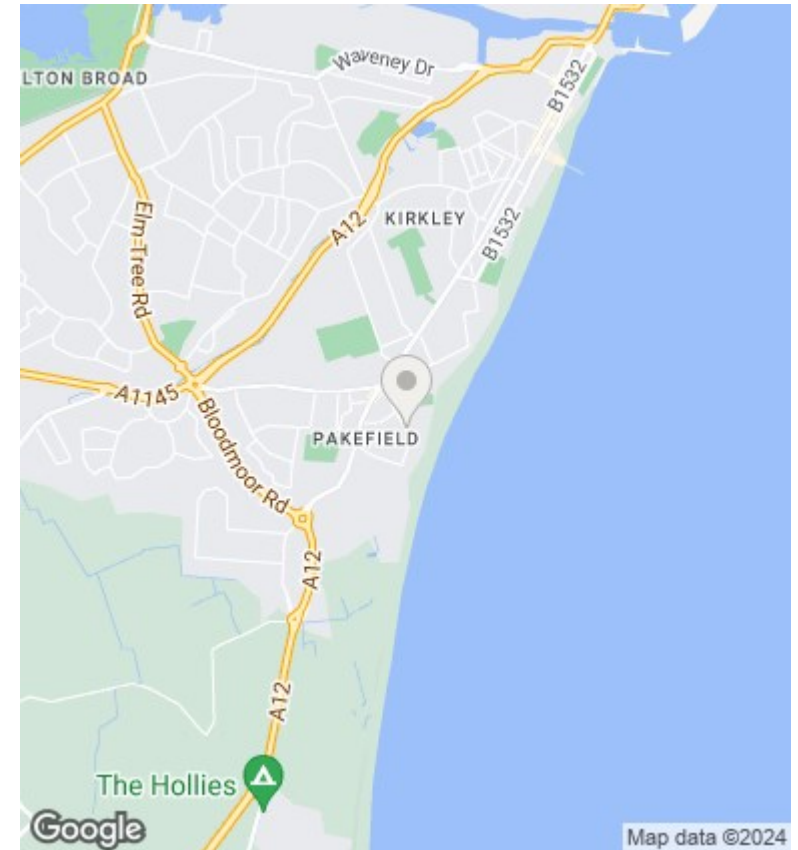 Waveney Dr
LTON BROAD
B1532
Elm Tree Rd
A12
KIRKLEY
B1532
A1145
Bloodmoor Rd
PAKEFIELD
A12
A12
The Hollies
Google
Map data ©2024